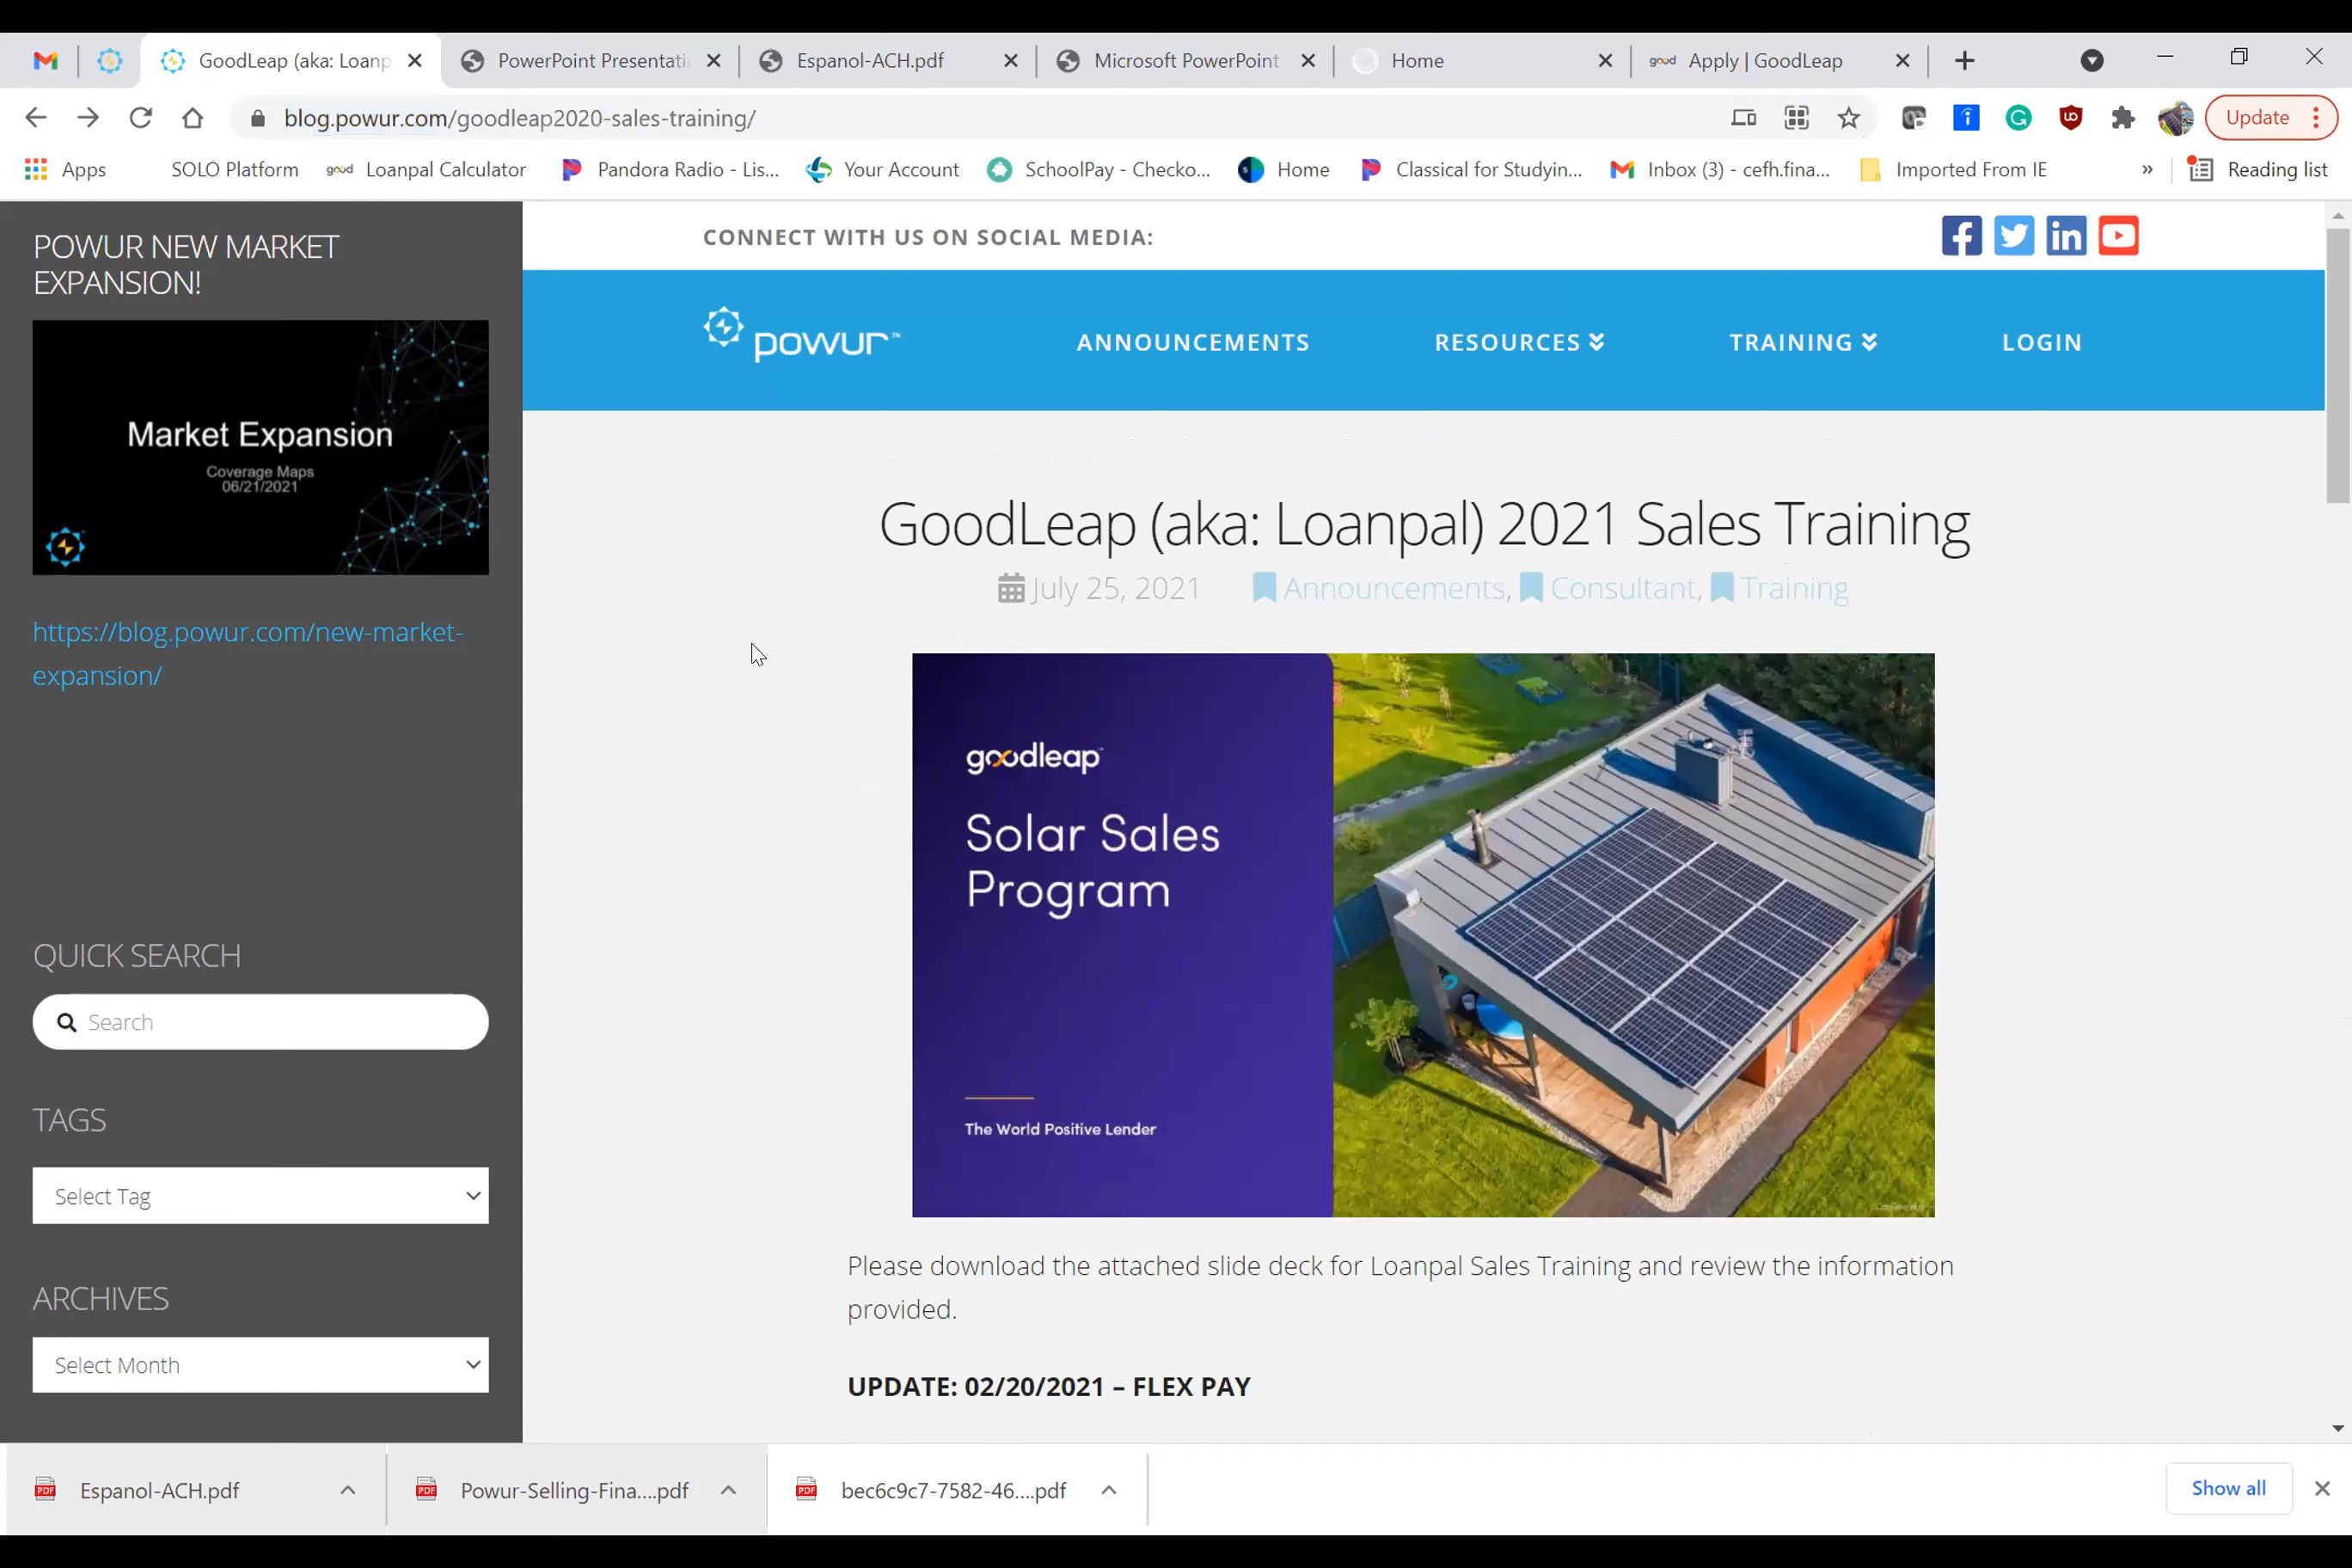 GoodLeap (aka: Loanp
PowerPoint Presentati
Espanol-ACH.pdf
Microsoft PowerPoint
Home
good Apply | GoodLeap
blog.powur.com/goodleap2020-sales-training/
Update
Apps
SOLO Platform
good Loanpal Calculator
Pandora Radio - Lis...
Your Account
SchoolPay - Checko...
Home
Classical for Studyin...
Inbox (3) - cefh.fina...
Imported From IE
»
Reading list
POWUR NEW MARKET
EXPANSION!
Market Expansion
Coverage Maps
06/21/2021
https://blog.powur.com/new-market-
expansion/
QUICK SEARCH
Search
TAGS
Select Tag
ARCHIVES
Select Month
CONNECT WITH US ON SOCIAL MEDIA:
powur™
ANNOUNCEMENTS
RESOURCES
TRAINING
LOGIN
GoodLeap (aka: Loanpal) 2021 Sales Training
July 25, 2021 Announcements, Consultant, Training
goodleap
Solar Sales
Program
The World Positive Lender
Please download the attached slide deck for Loanpal Sales Training and review the information
provided.
UPDATE: 02/20/2021 – FLEX PAY
PDF Espanol-ACH.pdf
PDF Powur-Selling-Fina....pdf
PDF bec6c9c7-7582-46....pdf
Show all